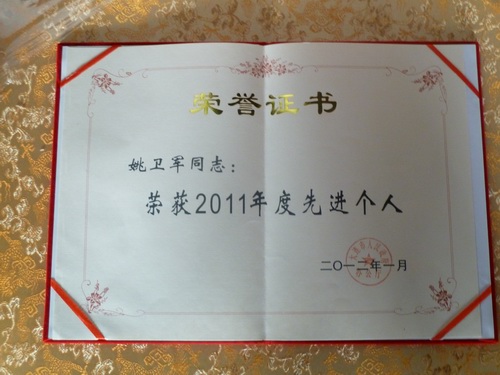 荣誉证书
姚卫军同志：
荣获2011年度先进个人
二〇一二年一月